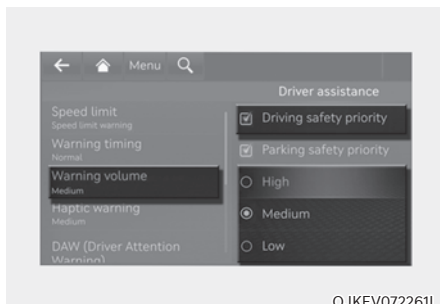 Menu
Driver assistance
Speed limit
Speed limit warning
Warning timing
Normal
Warning volume
Medium
Haptic warning
Medium
DAW (Driver Attention
Warning)
Driving safety priority
Parking safety priority
High
Medium
Low
OJKEV072261L